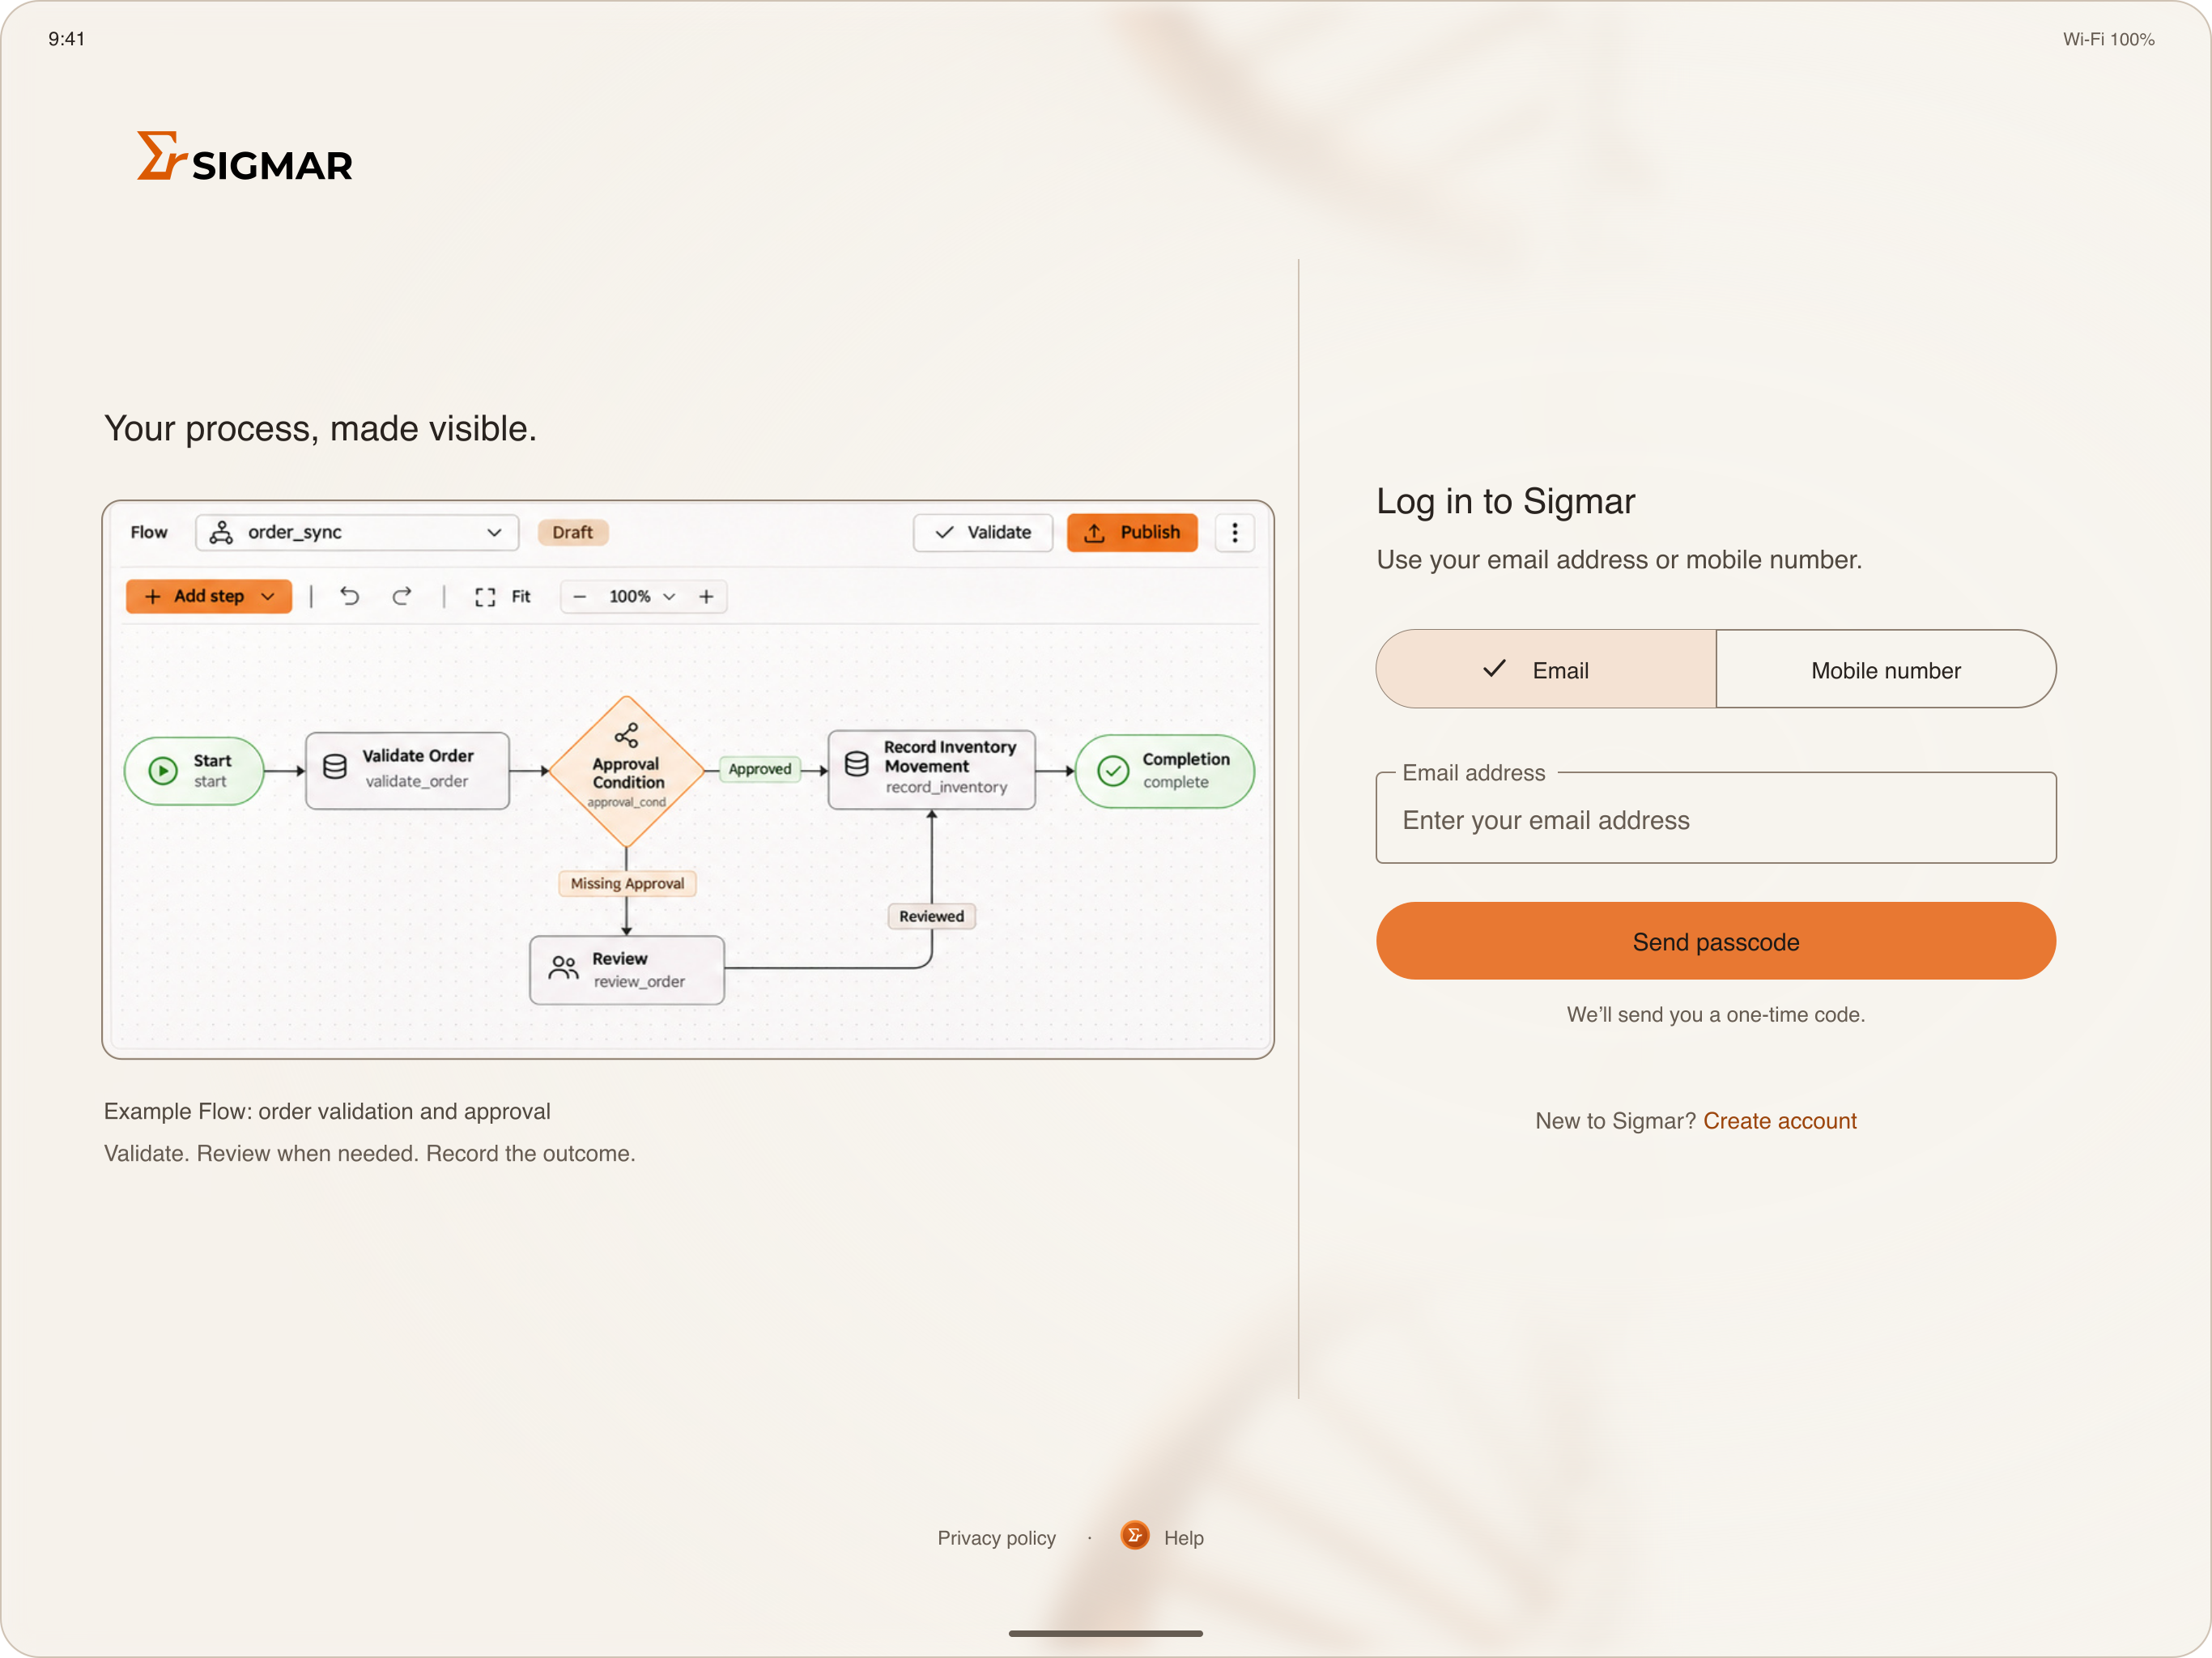 9:41
Wi-Fi 100%
Σr SIGMAR
Your process, made visible.
Flow
order_sync
Draft
Validate
Publish
Add step
Fit
100%
Start
start
Validate Order
validate_order
Approval
Condition
approval_cond
Approved
Record Inventory
Movement
record_inventory
Completion
complete
Missing Approval
Reviewed
Review
review_order
Example Flow: order validation and approval
Validate. Review when needed. Record the outcome.
Log in to Sigmar
Use your email address or mobile number.
Email
Mobile number
Email address
Enter your email address
Send passcode
We’ll send you a one-time code.
New to Sigmar? Create account
Privacy policy · Σr Help